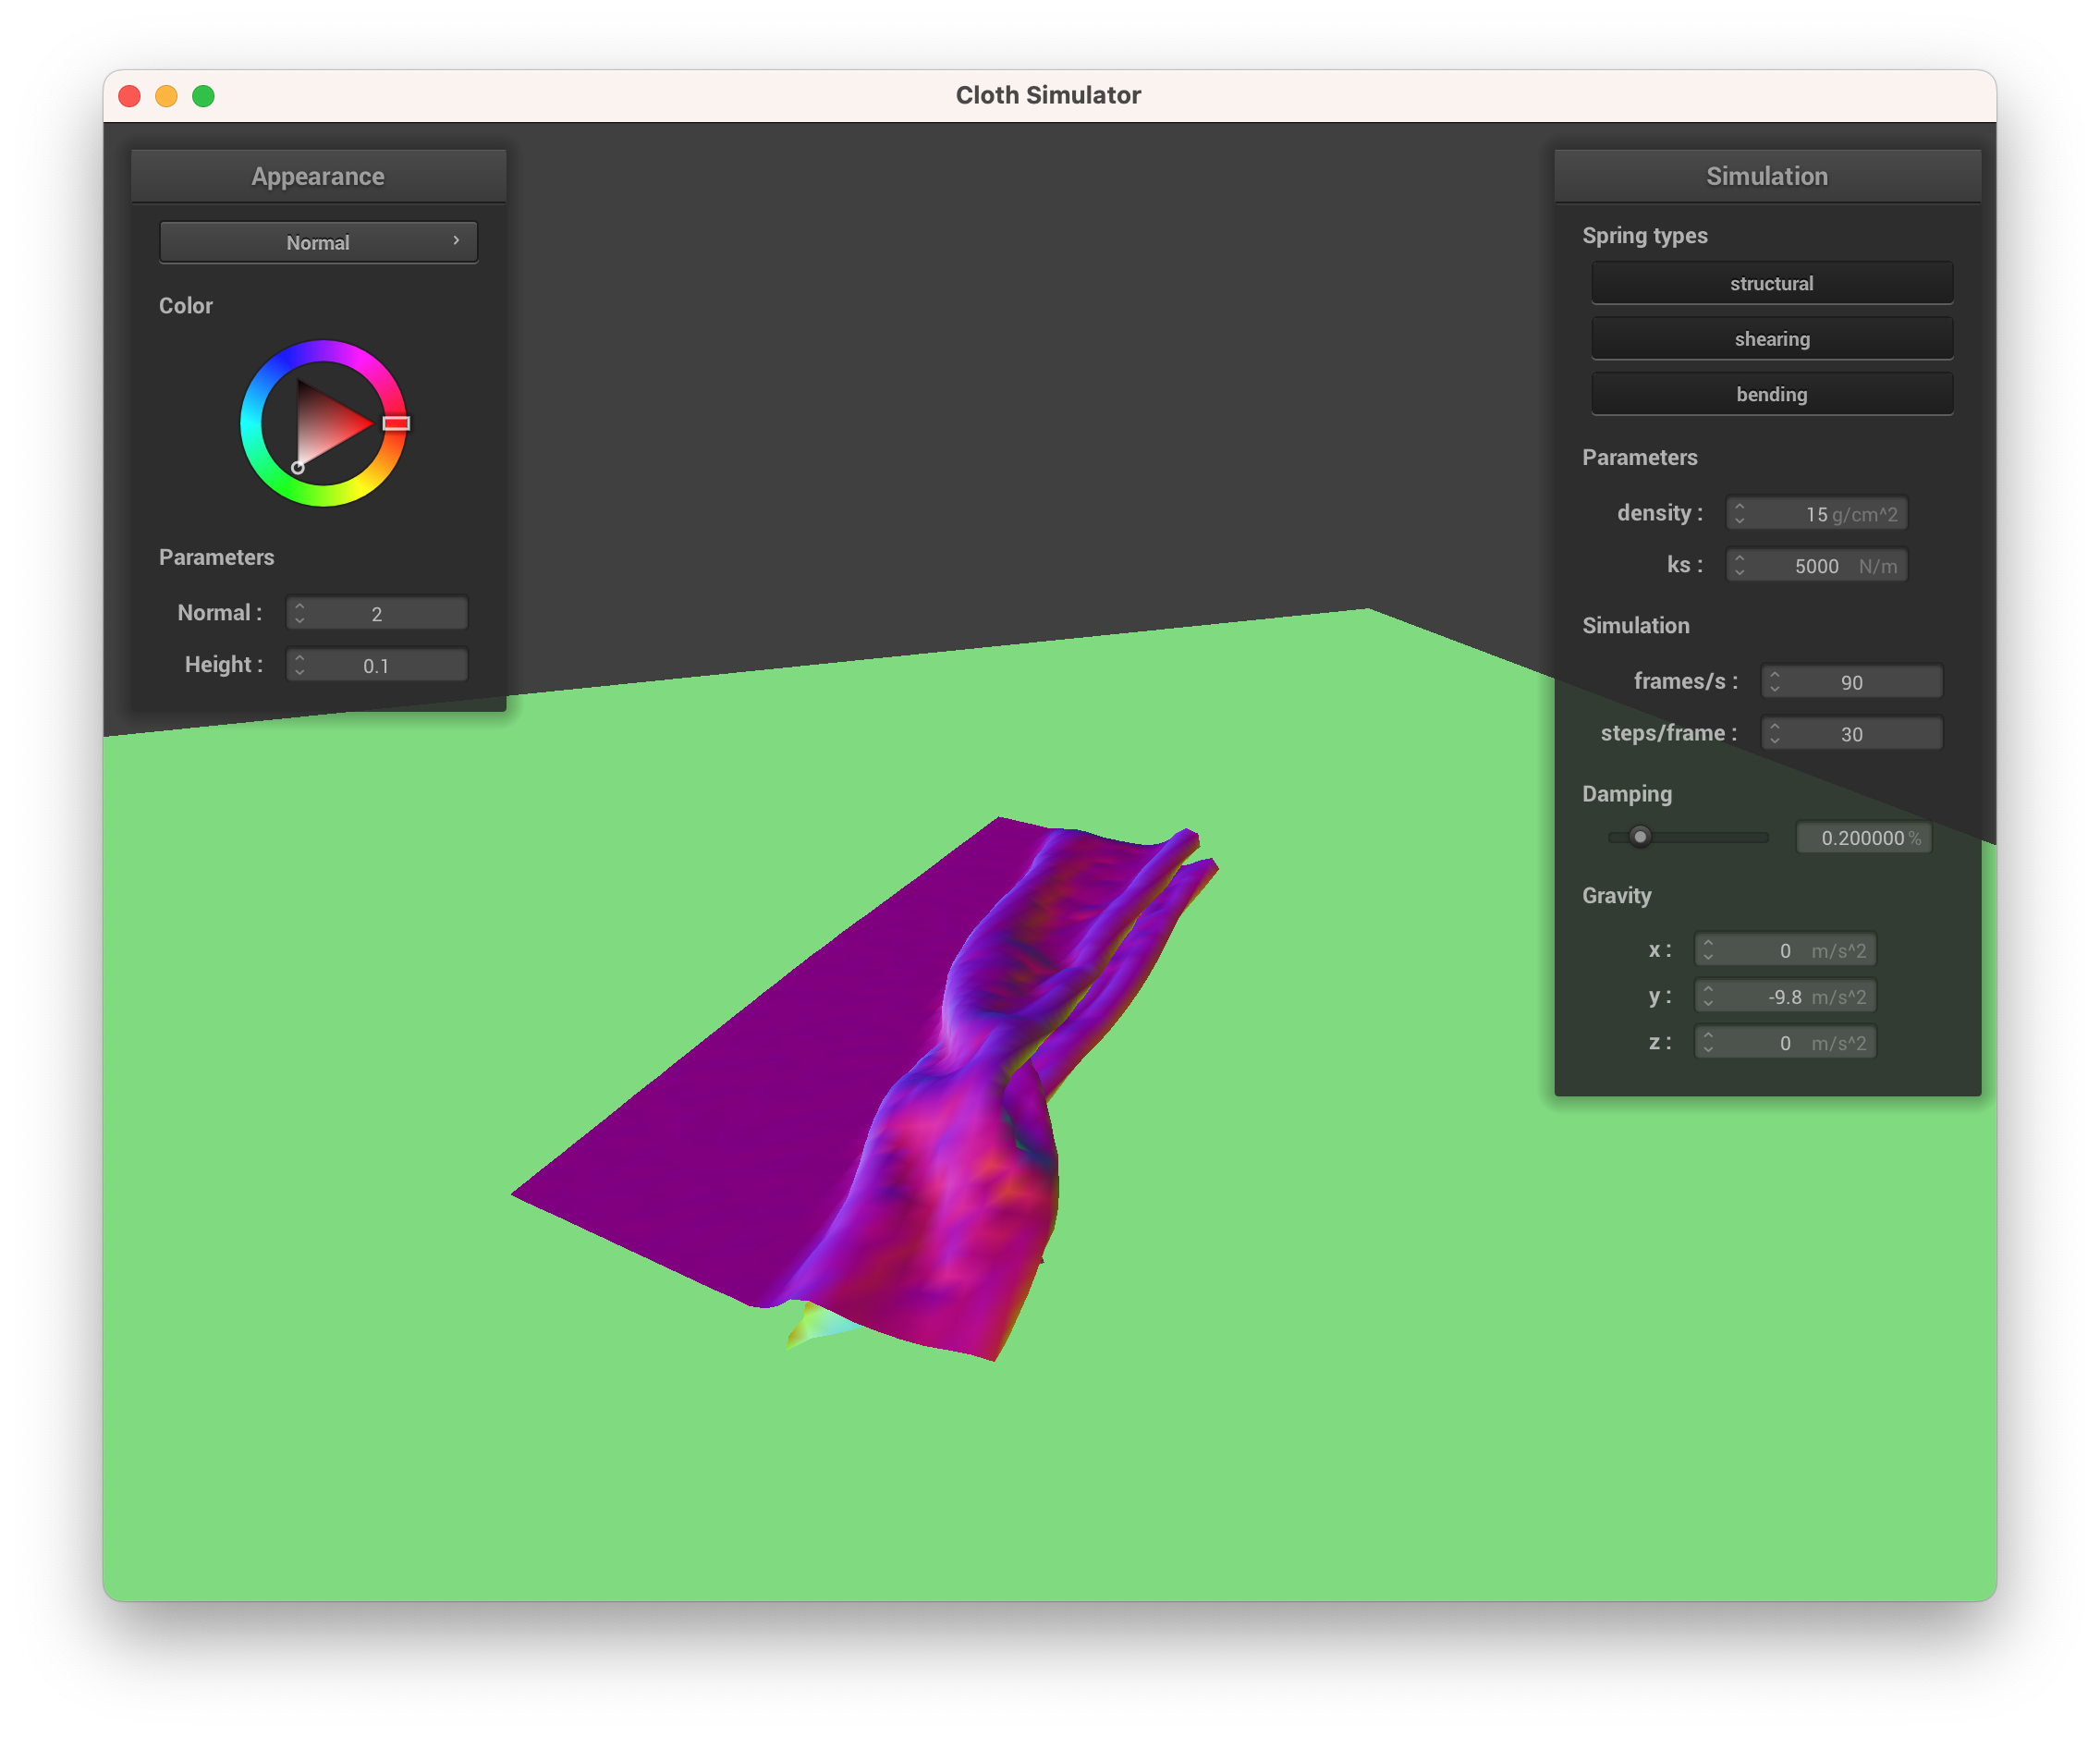 Cloth Simulator
Appearance
Normal
Color
Parameters
Normal : 2
Height : 0.1
Simulation
Spring types
structural
shearing
bending
Parameters
density : 15 g/cm^2
ks : 5000 N/m
Simulation
frames/s : 90
steps/frame : 30
Damping
0.200000 %
Gravity
x : 0 m/s^2
y : -9.8 m/s^2
z : 0 m/s^2